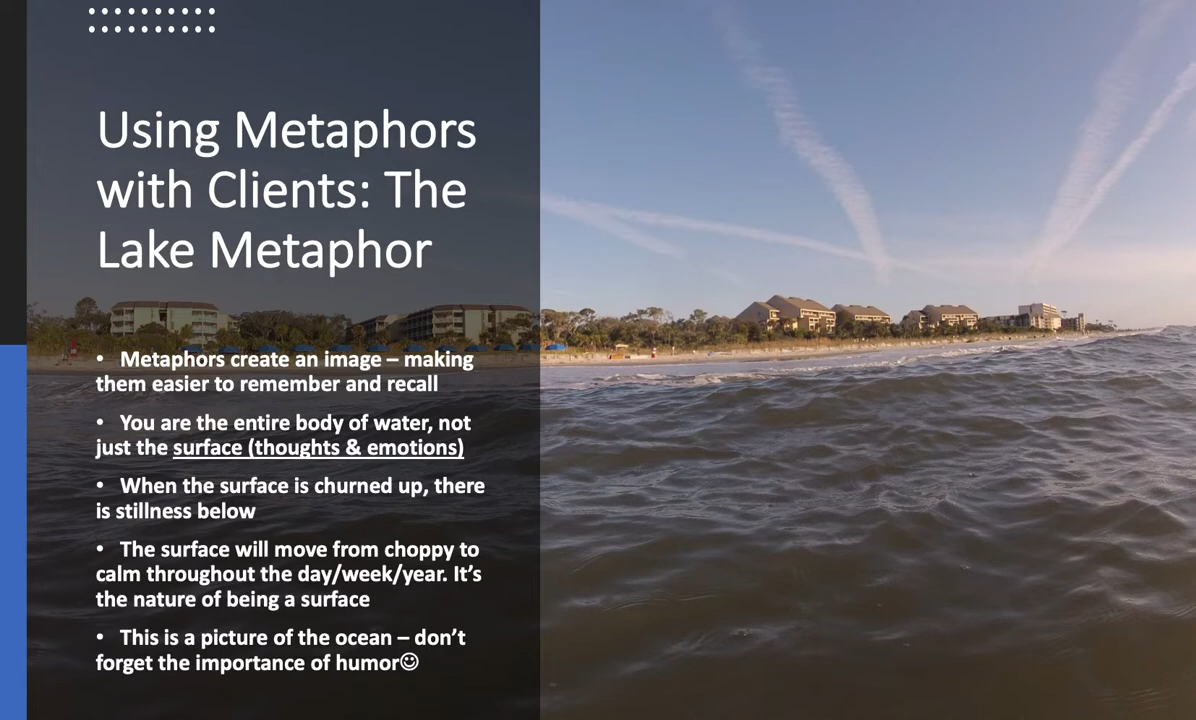 Using Metaphors
with Clients: The
Lake Metaphor
• Metaphors create an image – making
them easier to remember and recall
• You are the entire body of water, not
just the surface (thoughts & emotions)
• When the surface is churned up, there
is stillness below
• The surface will move from choppy to
calm throughout the day/week/year. It’s
the nature of being a surface
• This is a picture of the ocean – don’t
forget the importance of humor☺